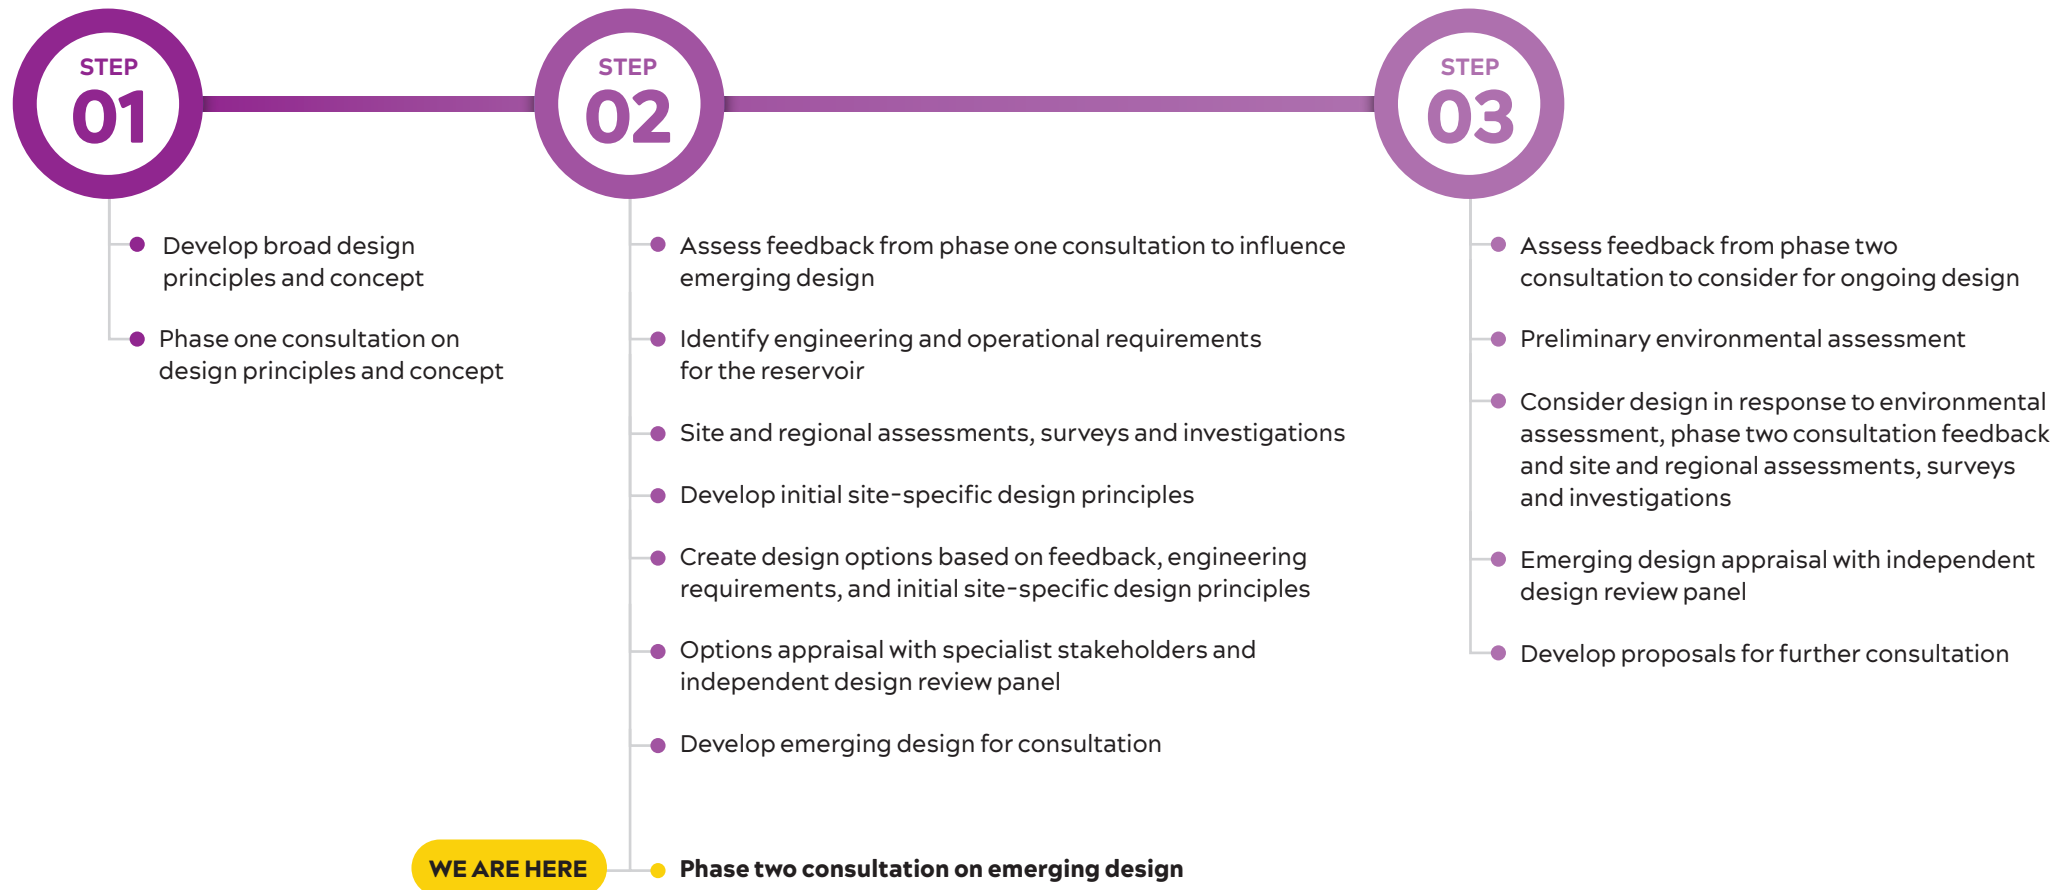 STEP
01
Develop broad design
principles and concept
Phase one consultation on
design principles and concept
STEP
02
Assess feedback from phase one consultation to influence
emerging design
Identify engineering and operational requirements
for the reservoir
Site and regional assessments, surveys and investigations
Develop initial site-specific design principles
Create design options based on feedback, engineering
requirements, and initial site-specific design principles
Options appraisal with specialist stakeholders and
independent design review panel
Develop emerging design for consultation
WE ARE HERE
Phase two consultation on emerging design
STEP
03
Assess feedback from phase two
consultation to consider for ongoing design
Preliminary environmental assessment
Consider design in response to environmental
assessment, phase two consultation feedback
and site and regional assessments, surveys
and investigations
Emerging design appraisal with independent
design review panel
Develop proposals for further consultation